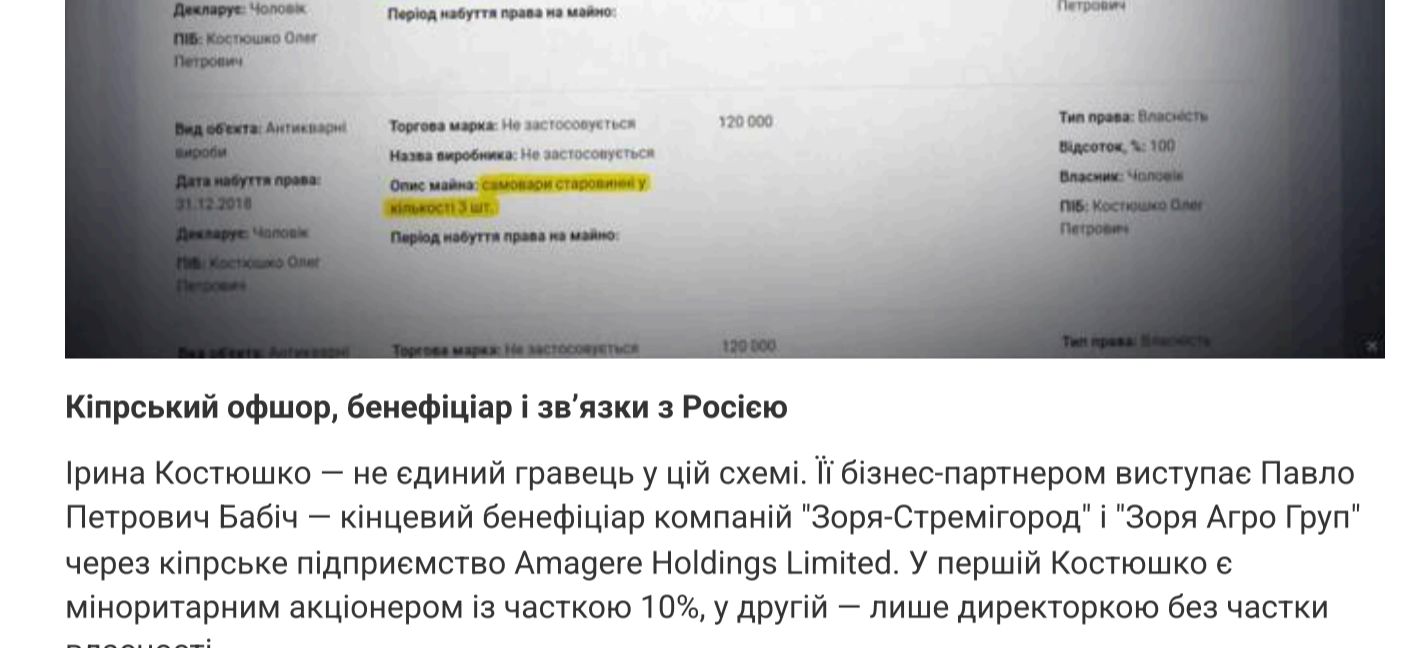 Декларує: Чоловік
ПІБ: Костюшко Олег
Петрович
Період набуття права на майно:
Петрович
Вид об'єкта: Антикварні
вироби
Дата набуття права:
31.12.2018
Декларує: Чоловік
ПІБ: Костюшко Олег
Петрович
Торгова марка: Не застосовується
Назва виробника: Не застосовується
Опис майна: самовари старовинні у
кількості 3 шт.
Період набуття права на майно:
120 000
Тип права: Власність
Відсоток, %: 100
Власник: Чоловік
ПІБ: Костюшко Олег
Петрович
Вид об'єкта: Антикварні
Торгова марка: Не застосовується
120 000
Тип права: Власність
Кіпрський офшор, бенефіціар і зв’язки з Росією
Ірина Костюшко — не єдиний гравець у цій схемі. Її бізнес-партнером виступає Павло
Петрович Бабіч — кінцевий бенефіціар компаній "Зоря-Стремігород" і "Зоря Агро Груп"
через кіпрське підприємство Amagere Holdings Limited. У першій Костюшко є
міноритарним акціонером із часткою 10%, у другій — лише директоркою без частки